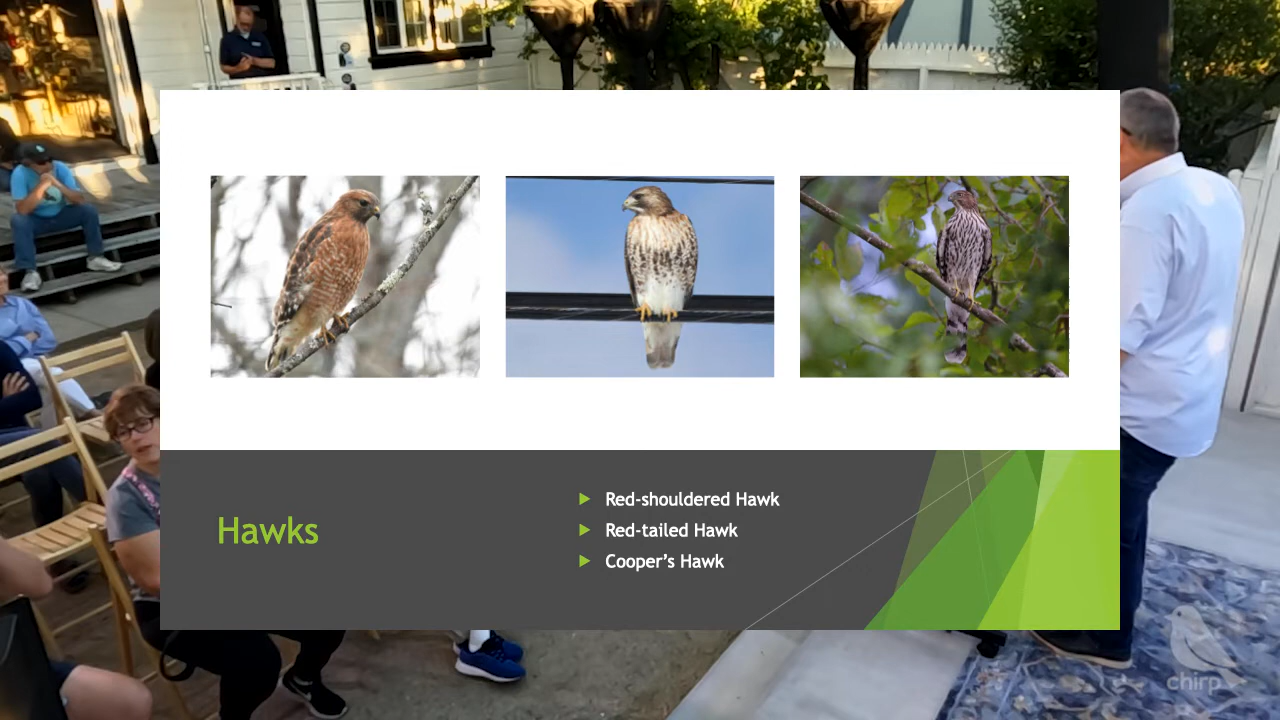 Hawks
Red-shouldered Hawk
Red-tailed Hawk
Cooper's Hawk
chirp